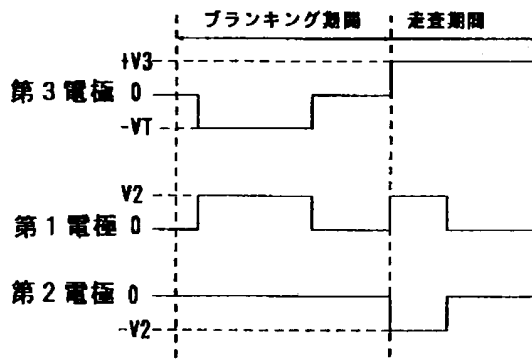 ブランキング期間 走査期間
+V3
第3電極 0
-VT
V2
第1電極 0
第2電極 0
-V2